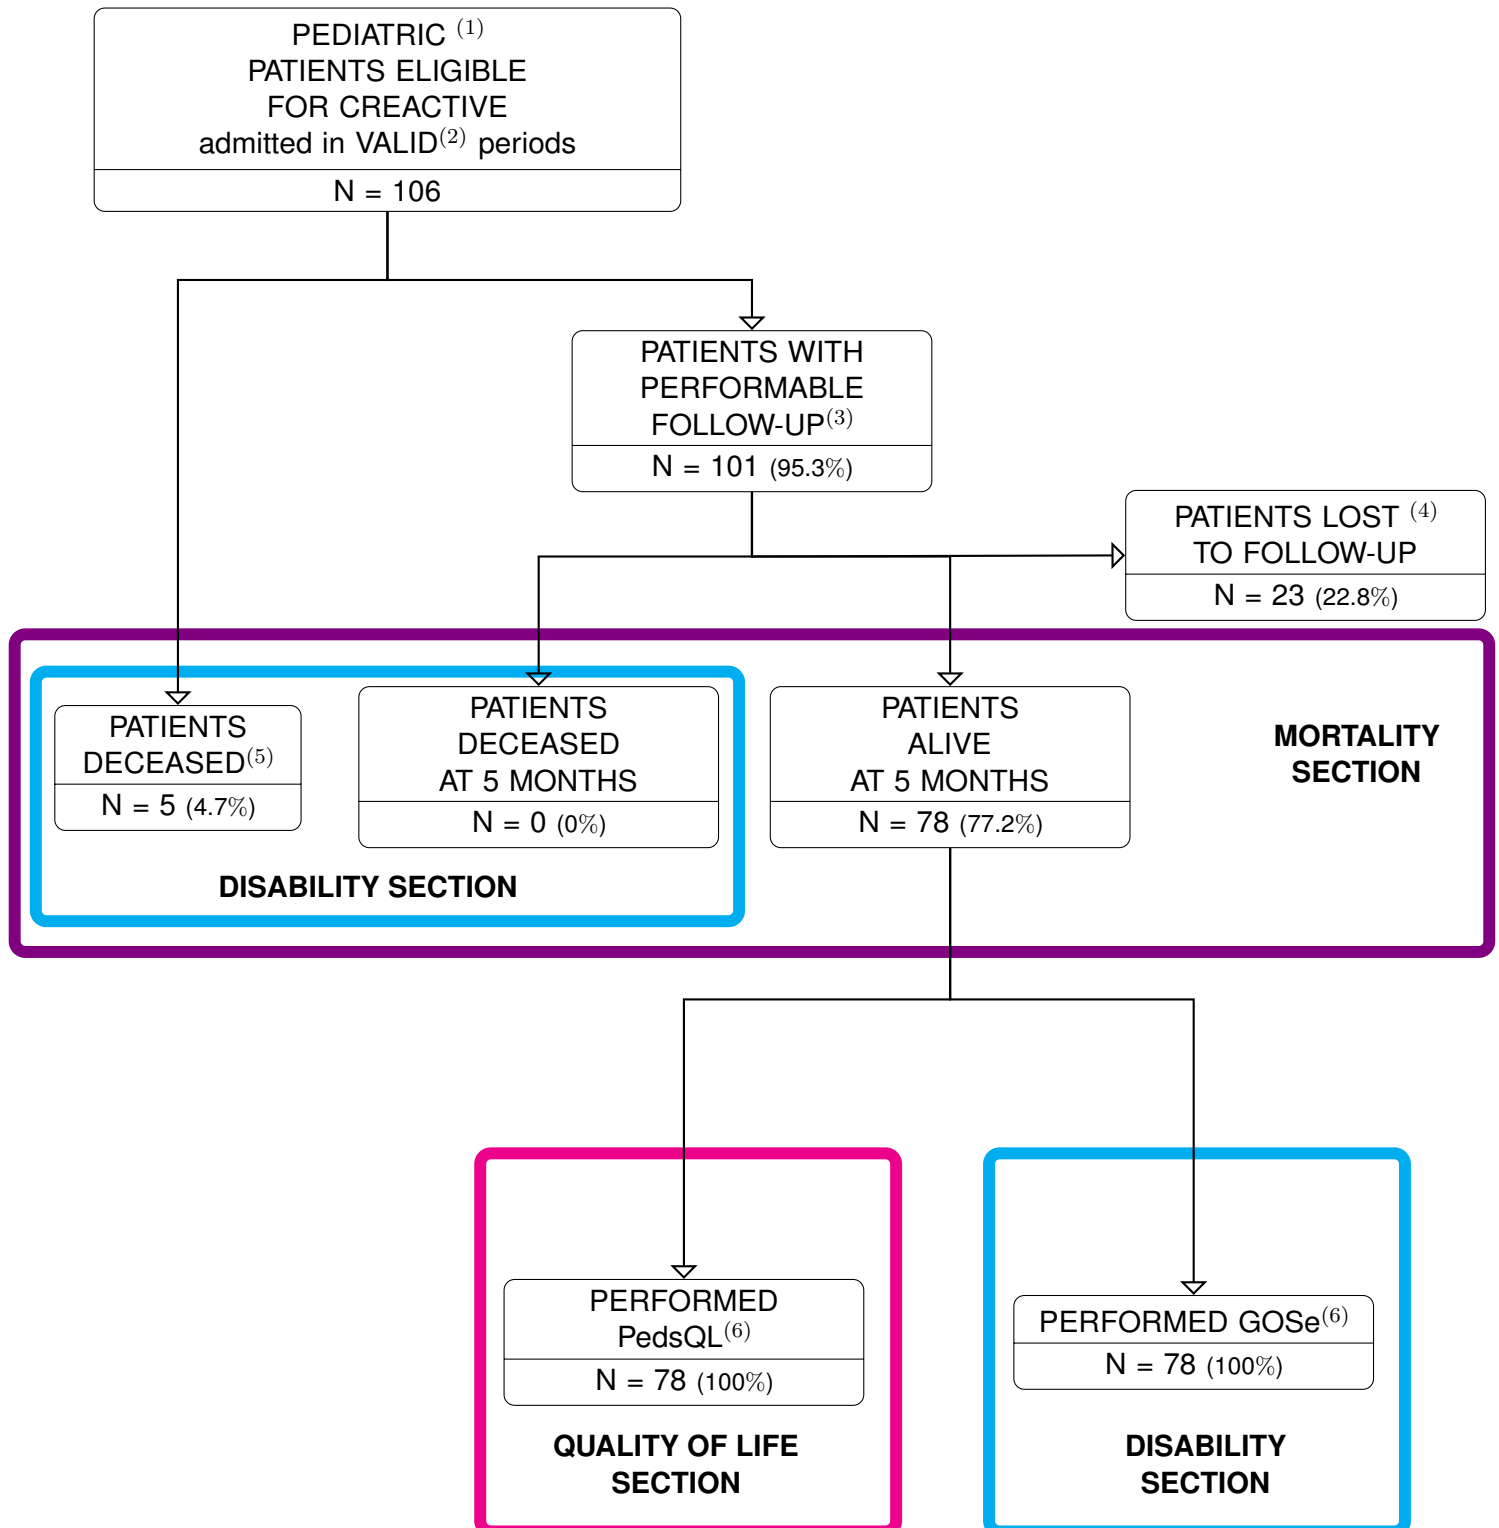 PEDIATRIC (1)
PATIENTS ELIGIBLE
FOR CREACTIVE
admitted in VALID(2) periods
N = 106
PATIENTS WITH
PERFORMABLE
FOLLOW-UP(3)
N = 101 (95.3%)
PATIENTS LOST (4)
TO FOLLOW-UP
N = 23 (22.8%)
PATIENTS
DECEASED(5)
N = 5 (4.7%)
PATIENTS
DECEASED
AT 5 MONTHS
N = 0 (0%)
PATIENTS
ALIVE
AT 5 MONTHS
N = 78 (77.2%)
MORTALITY
SECTION
DISABILITY SECTION
PERFORMED
PedsQL(6)
N = 78 (100%)
QUALITY OF LIFE
SECTION
PERFORMED GOSe(6)
N = 78 (100%)
DISABILITY
SECTION